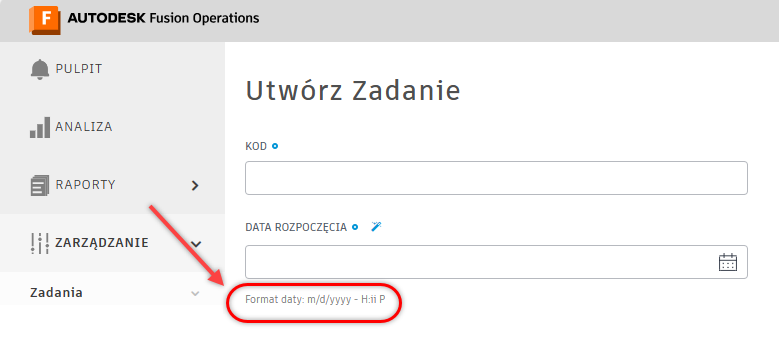 F AUTODESK Fusion Operations
PULPIT
ANALIZA
RAPORTY
ZARZĄDZANIE
Zadania
Utwórz Zadanie
KOD
DATA ROZPOCZĘCIA
Format daty: m/d/yyyy - H:ii P